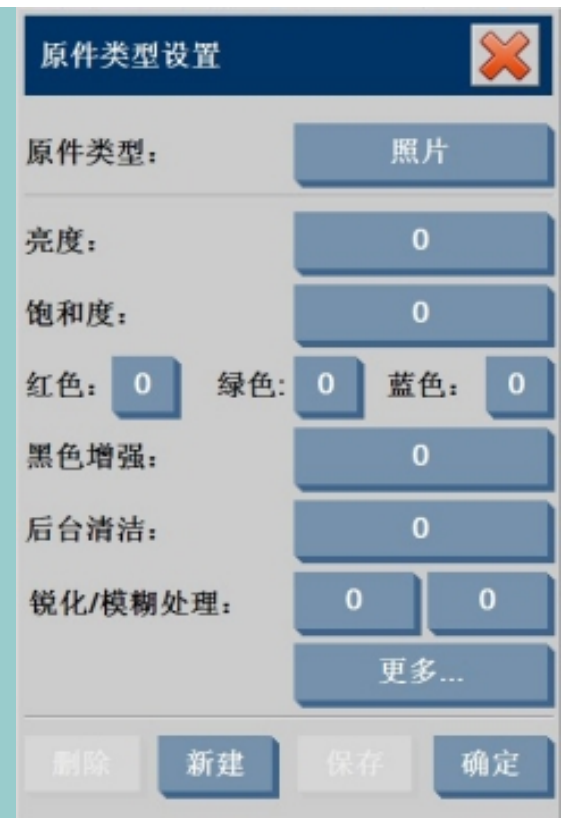 原件类型设置
原件类型： 照片
亮度： 0
饱和度： 0
红色： 0 绿色: 0 蓝色： 0
黑色增强： 0
后台清洁： 0
锐化/模糊处理： 0 0
更多...
删除 新建 保存 确定